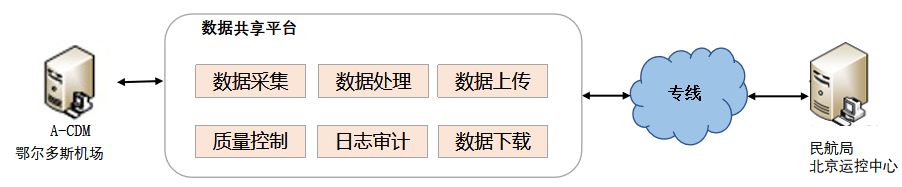 数据共享平台
数据采集
数据处理
数据上传
质量控制
日志审计
数据下载
A-CDM
鄂尔多斯机场
专线
民航局
北京运控中心